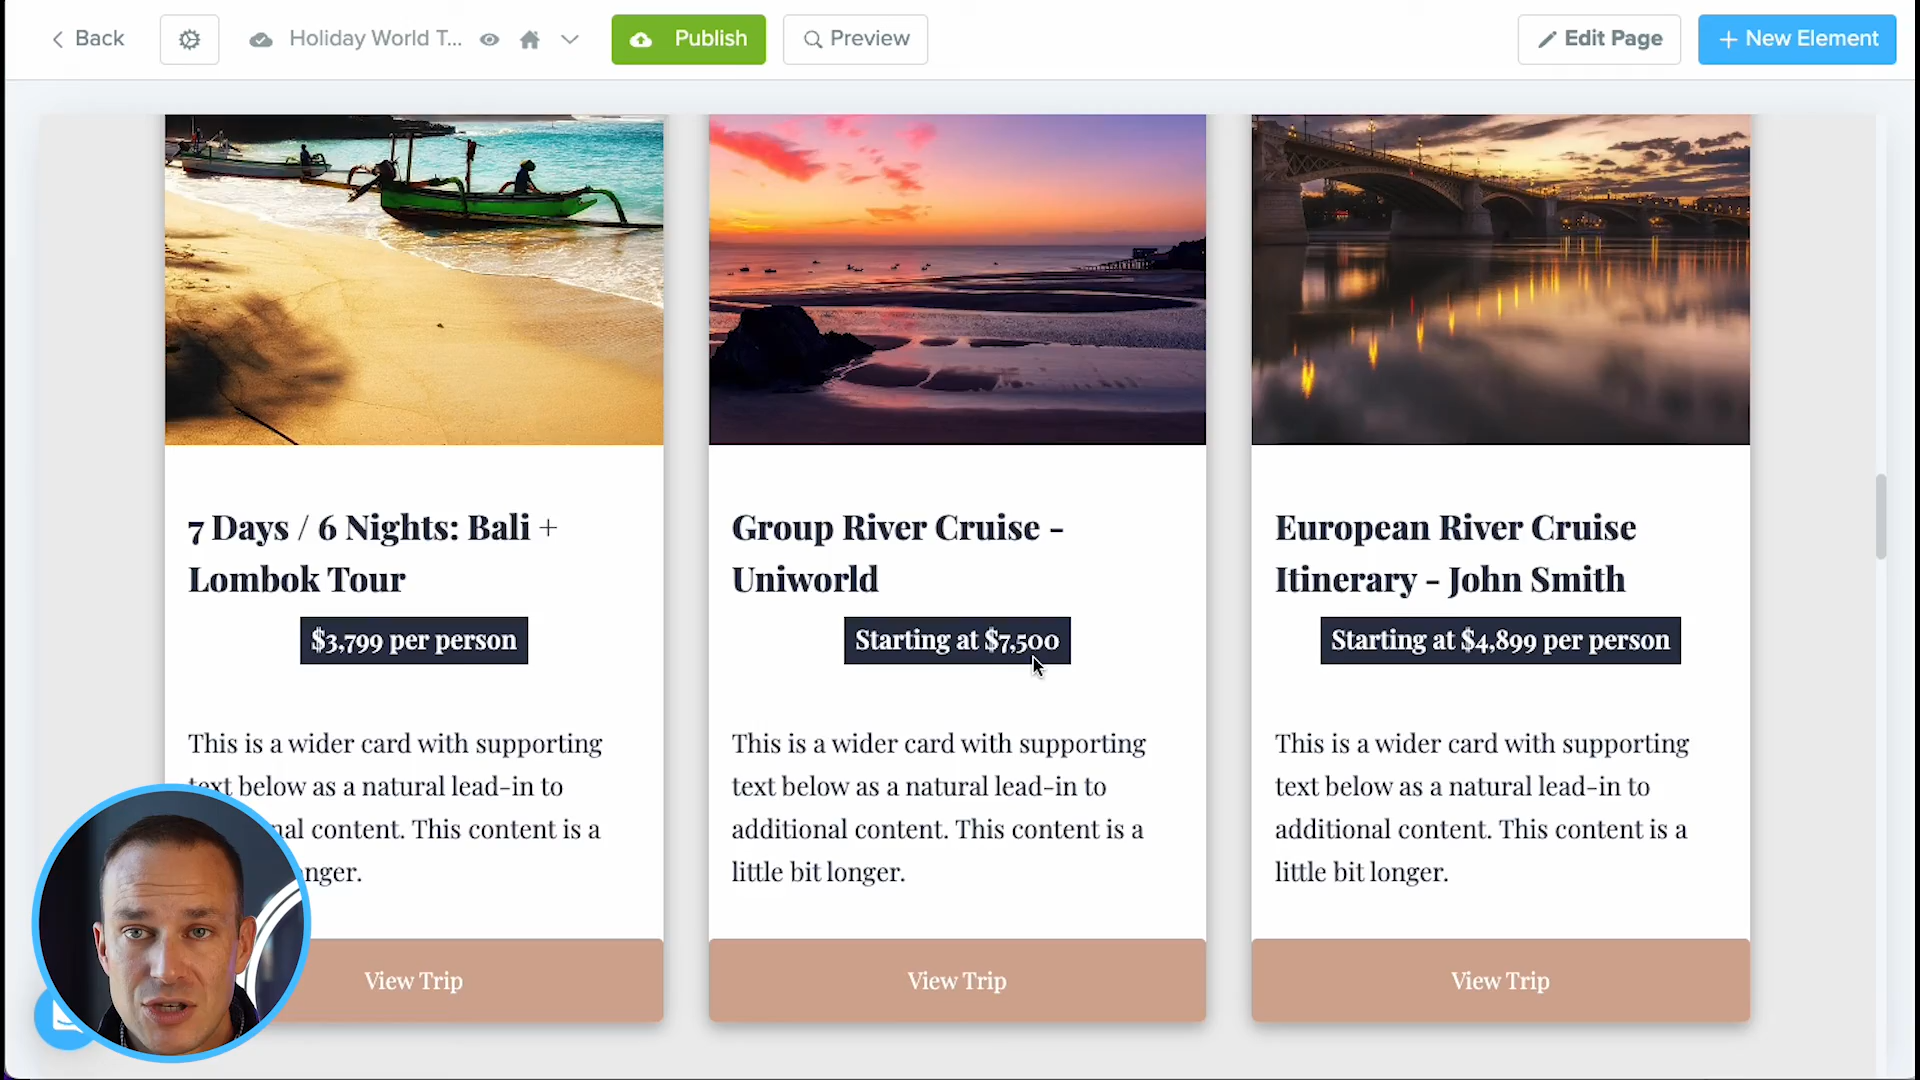 Back
Holiday World T...
Publish
Preview
Edit Page
New Element
7 Days / 6 Nights: Bali +
Lombok Tour
$3,799 per person
This is a wider card with supporting
text below as a natural lead-in to
nal content. This content is a
nger.
View Trip
Group River Cruise -
Uniworld
Starting at $7,500
This is a wider card with supporting
text below as a natural lead-in to
additional content. This content is a
little bit longer.
View Trip
European River Cruise
Itinerary - John Smith
Starting at $4,899 per person
This is a wider card with supporting
text below as a natural lead-in to
additional content. This content is a
little bit longer.
View Trip